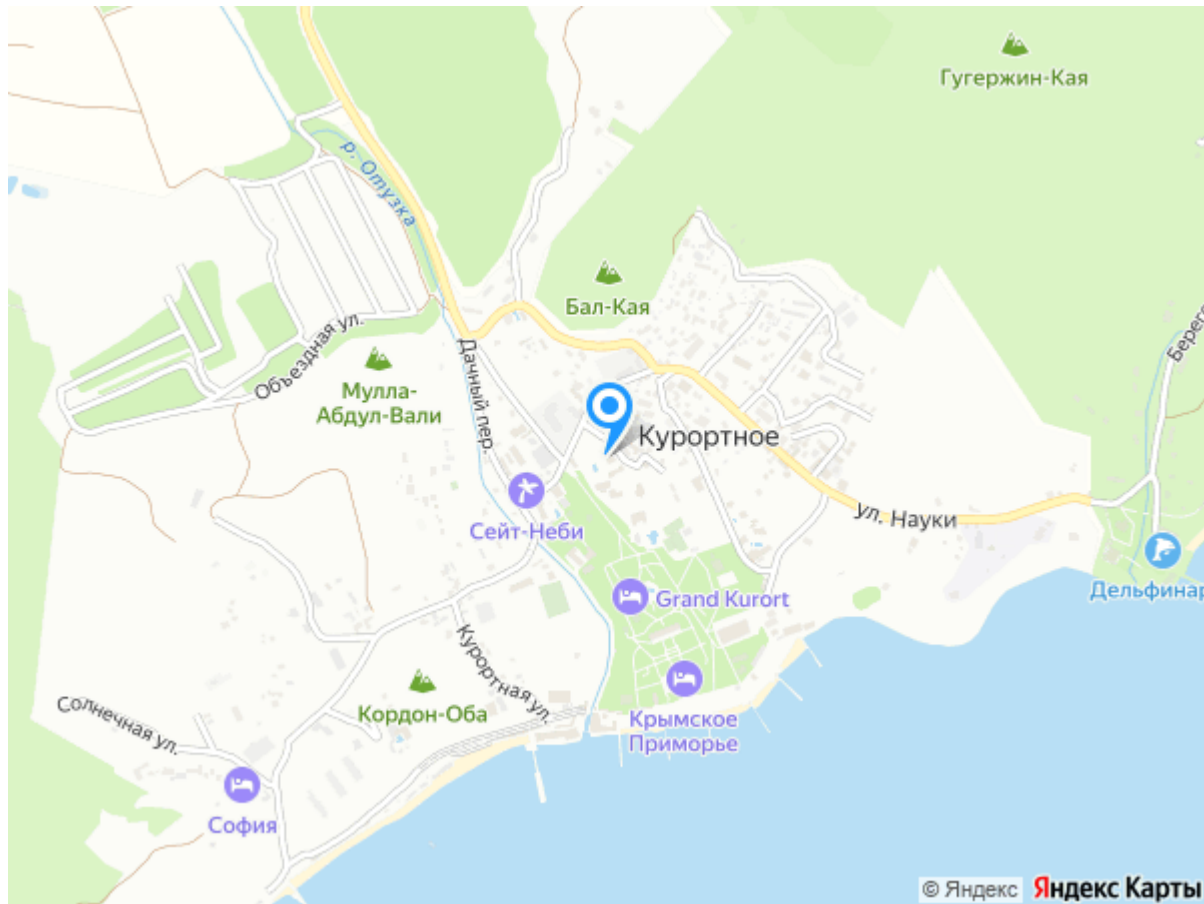 Гугержин-Кая
р. Отузка
Бал-Кая
Объездная ул.
Мулла-
Абдул-Вали
Дачный пер.
Курортное
Сейт-Неби
ул. Науки
Берего
Дельфинар
Grand Kurort
Курортная ул.
Кордон-Оба
Солнечная ул.
Крымское
Приморье
София
© Яндекс Яндекс Карты